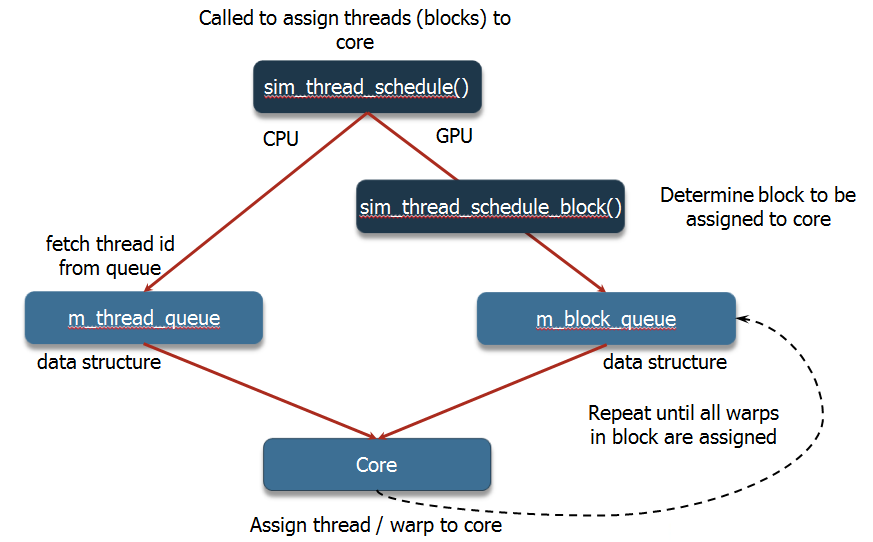 Called to assign threads (blocks) to
core
sim_thread_schedule()
CPU
GPU
sim_thread_schedule_block()
Determine block to be
assigned to core
fetch thread id
from queue
m_thread_queue
m_block_queue
data structure
data structure
Repeat until all warps
in block are assigned
Core
Assign thread / warp to core